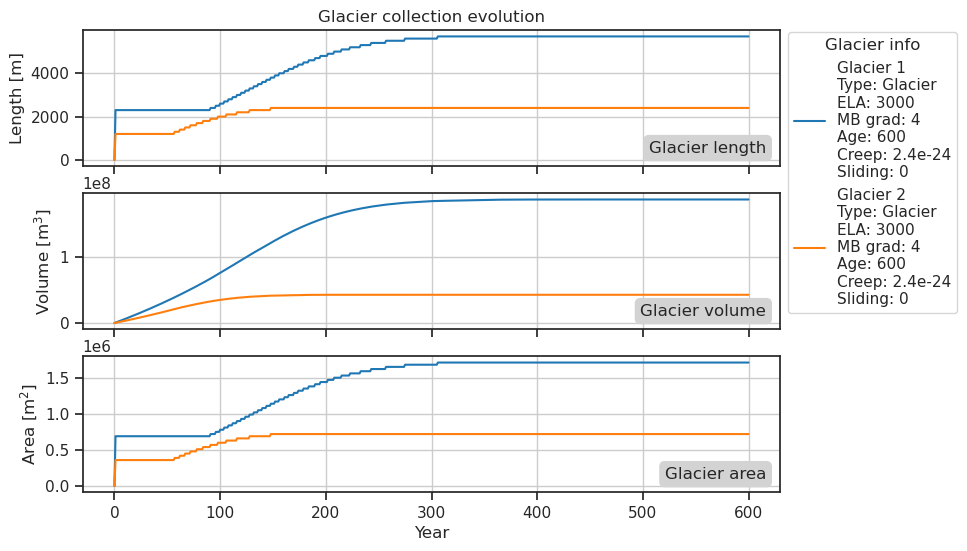 Glacier collection evolution
Length [m]
4000
2000
0
Glacier length
1e8
Volume [m³]
1
0
Glacier volume
1e6
Area [m²]
1.5
1.0
0.5
0.0
Glacier area
0 100 200 300 400 500 600
Year
Glacier info
Glacier 1
Type: Glacier
ELA: 3000
MB grad: 4
Age: 600
Creep: 2.4e-24
Sliding: 0
Glacier 2
Type: Glacier
ELA: 3000
MB grad: 4
Age: 600
Creep: 2.4e-24
Sliding: 0